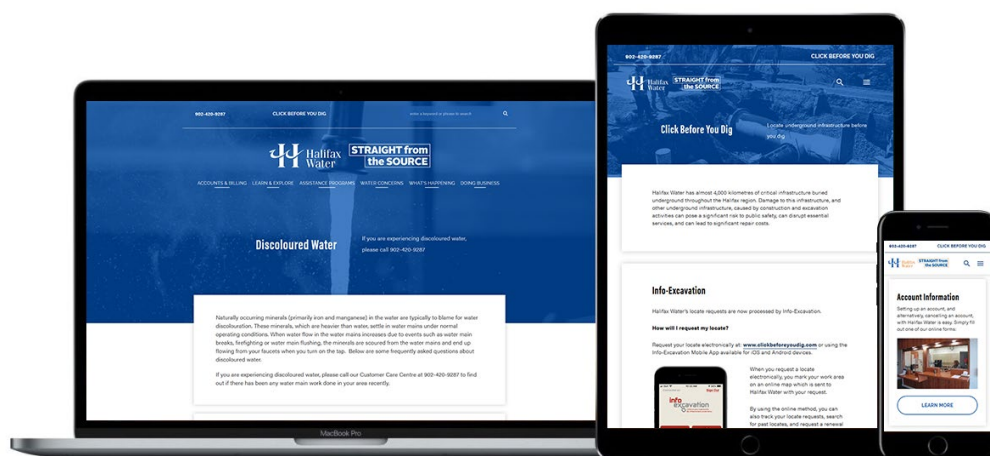 902-420-9287
CLICK BEFORE YOU DIG
enter a keyword or phrase to search
Halifax
Water
STRAIGHT from
the SOURCE
ACCOUNTS & BILLING LEARN & EXPLORE ASSISTANCE PROGRAMS WATER CONCERNS WHAT'S HAPPENING DOING BUSINESS
Discoloured Water
If you are experiencing discoloured water,
please call 902-420-9287
Naturally occurring minerals (primarily iron and manganese) in the water are typically to blame for water
discolouration. These minerals, which are heavier than water, settle in water mains under normal
operating conditions. When water flow in the water mains increases due to events such as water main
breaks, firefighting or water main flushing, the minerals are scoured from the water mains and end up
flowing from your faucets when you turn on the tap. Below are some frequently asked questions about
discoloured water.
If you are experiencing discoloured water, please call our Customer Care Centre at 902-420-9287 to find
out if there has been any water main work done in your area recently.
MacBook Pro
902-420-9287
CLICK BEFORE YOU DIG
Halifax
Water
STRAIGHT from
the SOURCE
Click Before You Dig
Locate underground infrastructure before
you dig
Halifax Water has almost 4,000 kilometres of critical infrastructure buried
underground throughout the Halifax region. Damage to this infrastructure, and
other underground infrastructure, caused by construction and excavation
activities can pose a significant risk to public safety, can disrupt essential
services, and can lead to significant repair costs.
Info-Excavation
Halifax Water's locate requests are now processed by Info-Excavation.
How will I request my locate?
Request your locate electronically at: www.clickbeforeyoudig.com or using the
Info-Excavation Mobile App available for iOS and Android devices.
info
excavation
When you request a locate
electronically, you mark your work area
on an online map which is sent to
Halifax Water with your request.
By using the online method, you can
also track your locate requests, search
for past locates, and request a renewal
902-420-9287
CLICK BEFORE YOU DIG
Halifax
Water
STRAIGHT from
the SOURCE
Account Information
Setting up an account, and
alternatively, cancelling an account,
with Halifax Water is easy. Simply fill
out one of our online forms.
LEARN MORE